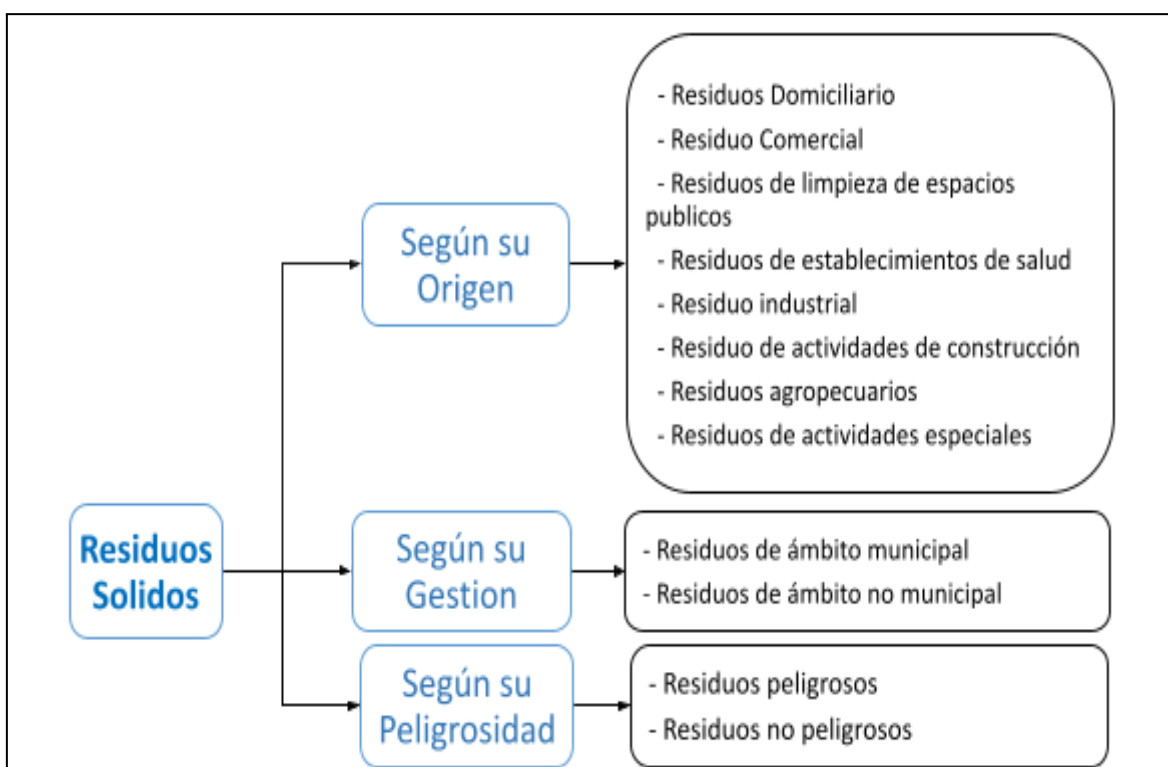 Residuos
Solidos
Según su
Origen
- Residuos Domiciliario
- Residuo Comercial
- Residuos de limpieza de espacios
publicos
- Residuos de establecimientos de salud
- Residuo industrial
- Residuo de actividades de construcción
- Residuos agropecuarios
- Residuos de actividades especiales
Según su
Gestion
- Residuos de ámbito municipal
- Residuos de ámbito no municipal
Según su
Peligrosidad
- Residuos peligrosos
- Residuos no peligrosos